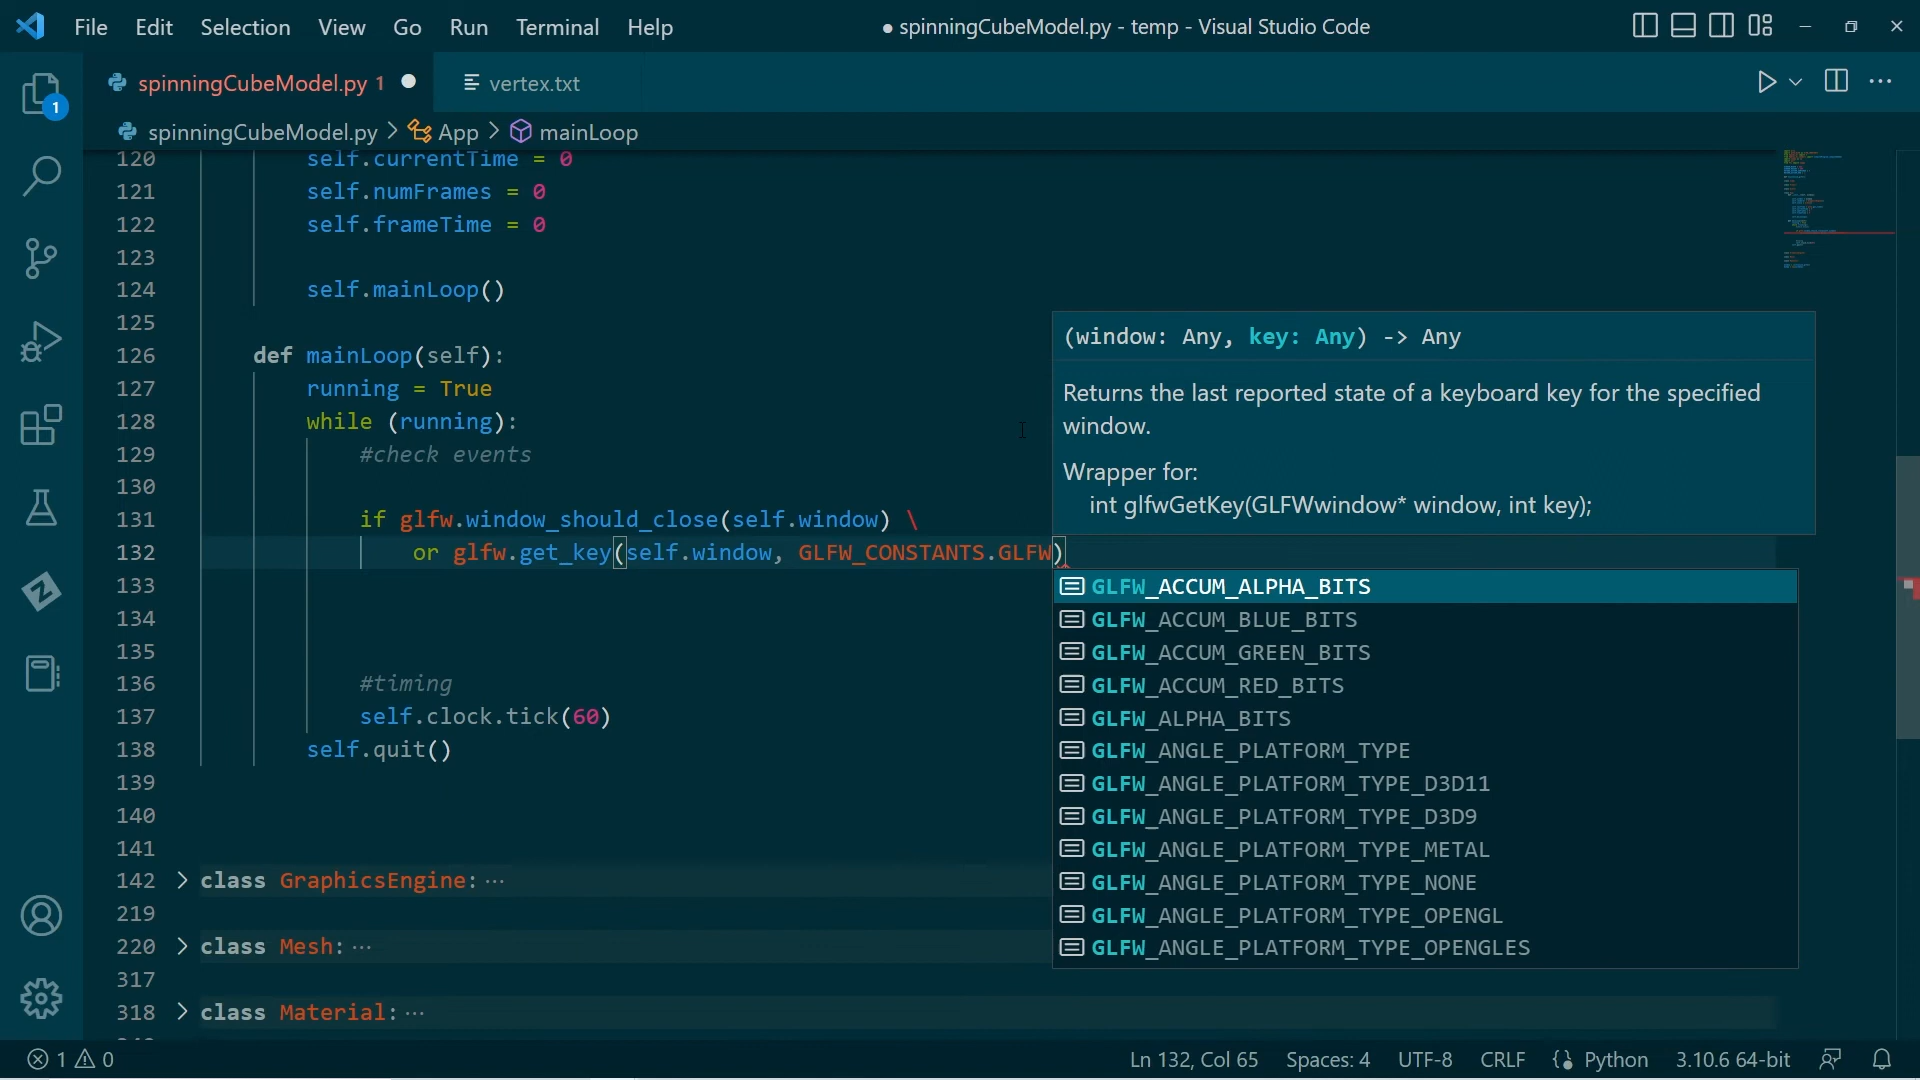 File Edit Selection View Go Run Terminal Help ● spinningCubeModel.py - temp - Visual Studio Code
spinningCubeModel.py 1 ● vertex.txt
1
spinningCubeModel.py > App > mainLoop
120 self.currentTime = 0
121 self.numFrames = 0
122 self.frameTime = 0
123
124 self.mainLoop()
125
126 def mainLoop(self):
127 running = True
128 while (running):
129 #check events
130
131 if glfw.window_should_close(self.window) \
132 or glfw.get_key(self.window, GLFW_CONSTANTS.GLFW)
133
134
135
136 #timing
137 self.clock.tick(60)
138 self.quit()
139
140
141
142 > class GraphicsEngine: ···
219
220 > class Mesh: ···
317
318 > class Material: ···
(window: Any, key: Any) -> Any
Returns the last reported state of a keyboard key for the specified
window.
Wrapper for:
int glfwGetKey(GLFWwindow* window, int key);
GLFW_ACCUM_ALPHA_BITS
GLFW_ACCUM_BLUE_BITS
GLFW_ACCUM_GREEN_BITS
GLFW_ACCUM_RED_BITS
GLFW_ALPHA_BITS
GLFW_ANGLE_PLATFORM_TYPE
GLFW_ANGLE_PLATFORM_TYPE_D3D11
GLFW_ANGLE_PLATFORM_TYPE_D3D9
GLFW_ANGLE_PLATFORM_TYPE_METAL
GLFW_ANGLE_PLATFORM_TYPE_NONE
GLFW_ANGLE_PLATFORM_TYPE_OPENGL
GLFW_ANGLE_PLATFORM_TYPE_OPENGLES
1 0 Ln 132, Col 65 Spaces: 4 UTF-8 CRLF Python 3.10.6 64-bit